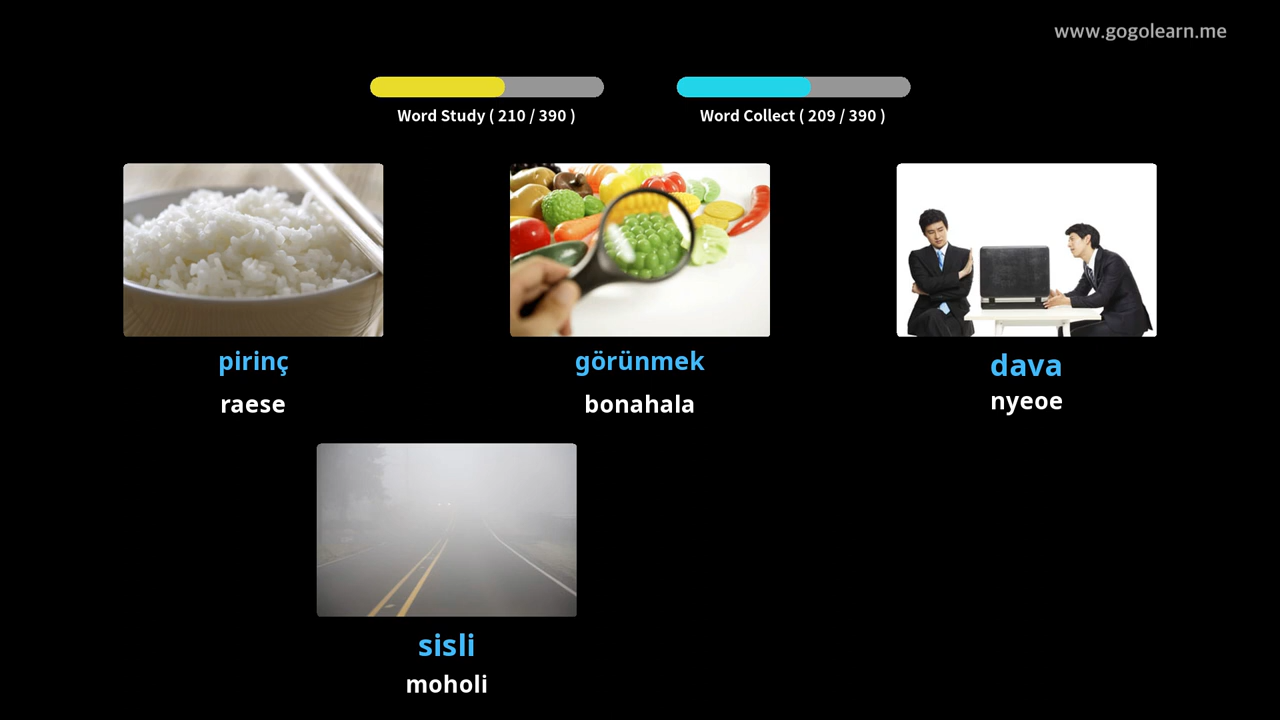 www.gogolearn.me
Word Study ( 210 / 390 )
Word Collect ( 209 / 390 )
pirinç
raese
görünmek
bonahala
dava
nyeoe
sisli
moholi